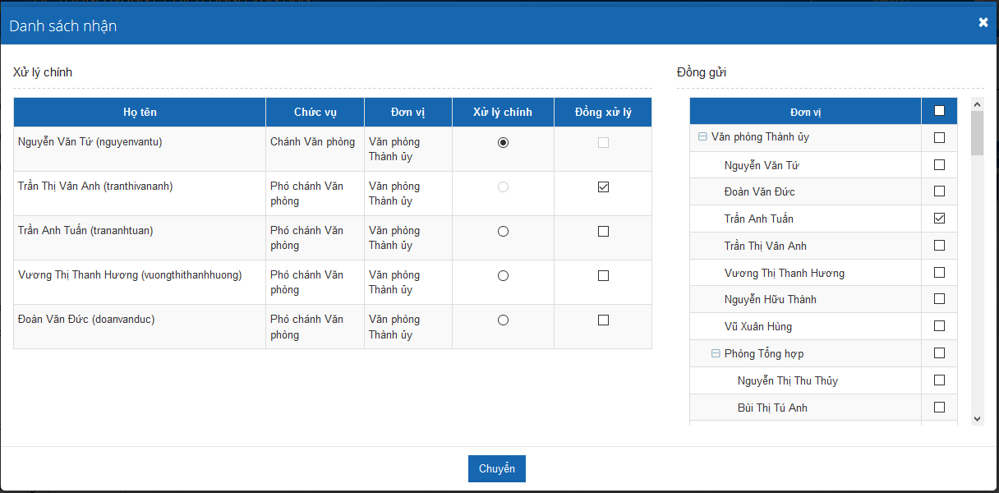 Danh sách nhận
Xử lý chính
Họ tên Chức vụ Đơn vị Xử lý chính Đồng xử lý
Nguyễn Văn Tứ (nguyenvantu) Chánh Văn phòng Văn phòng
Thành ủy
Trần Thị Vân Anh (tranthivananh) Phó chánh Văn Văn phòng
phòng Thành ủy
Trần Anh Tuấn (trananhtuan) Phó chánh Văn Văn phòng
phòng Thành ủy
Vương Thị Thanh Hương (vuongthithanhhuong) Phó chánh Văn Văn phòng
phòng Thành ủy
Đoàn Văn Đức (doanvanduc) Phó chánh Văn Văn phòng
phòng Thành ủy
Đồng gửi
Đơn vị
Văn phòng Thành ủy
Nguyễn Văn Tứ
Đoàn Văn Đức
Trần Anh Tuấn
Trần Thị Vân Anh
Vương Thị Thanh Hương
Nguyễn Hữu Thành
Vũ Xuân Hùng
Phòng Tổng hợp
Nguyễn Thị Thu Thủy
Bùi Thị Tú Anh
Chuyển